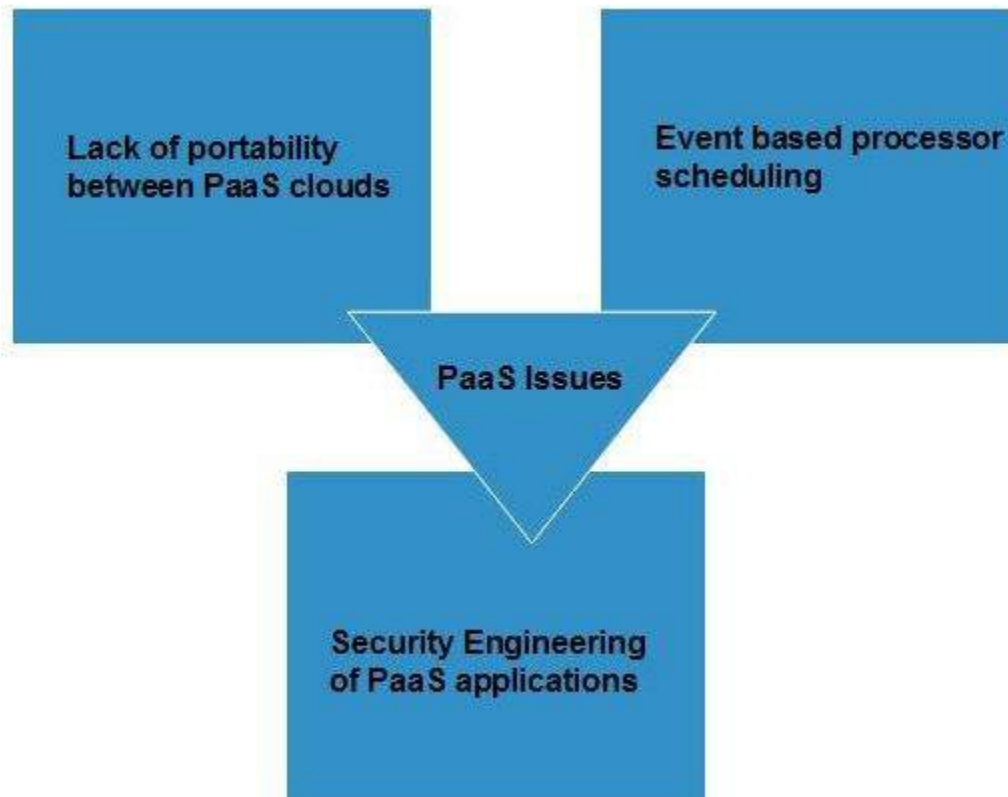 Lack of portability
between PaaS clouds
Event based processor
scheduling
PaaS Issues
Security Engineering
of PaaS applications